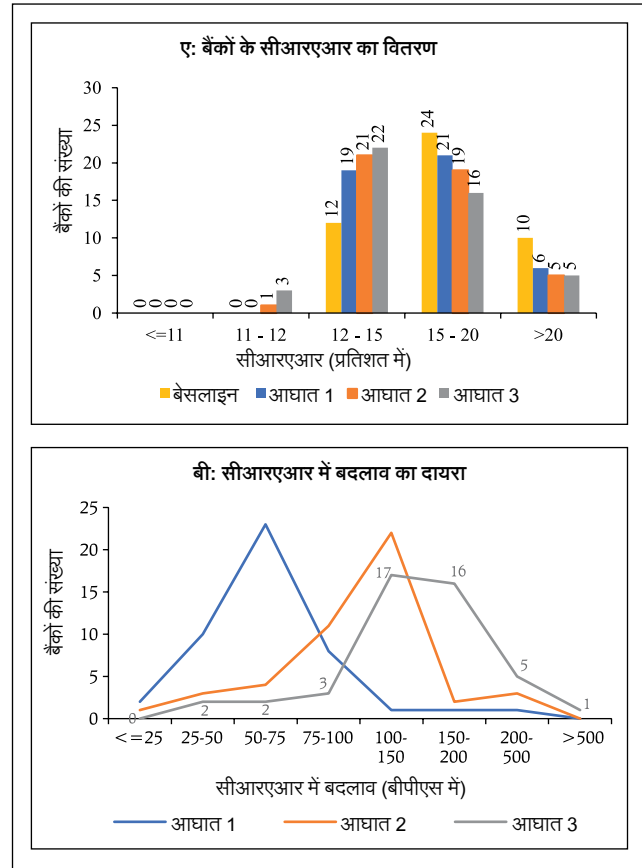 ए: बैंकों के सीआरएआर का वितरण
बैंकों की संख्या
30
25
20
15
10
5
0
0 0 0 0
0 0 1 3
12 19 21 22
24 21 19 16
10 6 5 5
<=11 11 - 12 12 - 15 15 - 20 >20
सीआरएआर (प्रतिशत में)
बेसलाइन आघात 1 आघात 2 आघात 3
बी: सीआरएआर में बदलाव का दायरा
बैंकों की संख्या
25
20
15
10
5
0
0 2 2 3 17 16 5 1
<=25 25-50 50-75 75-100 100-150 150-200 200-500 >500
सीआरएआर में बदलाव (बीपीएस में)
आघात 1 आघात 2 आघात 3